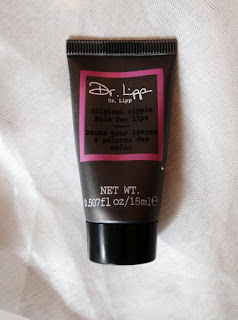 Dr. Lipp
Dr. Lipp
original nipple
balm for lips
baume pour lèvres
& pointes des
seins
NET WT.
0.507fl oz/15ml e